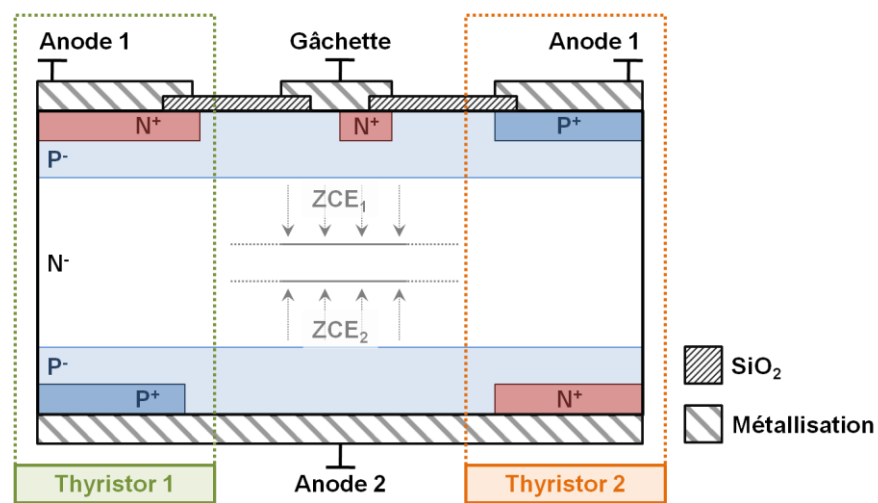 Anode 1
Gâchette
Anode 1
N+
N+
P+
P-
ZCE1
N-
ZCE2
P-
P+
N+
SiO2
Métallisation
Thyristor 1
Anode 2
Thyristor 2